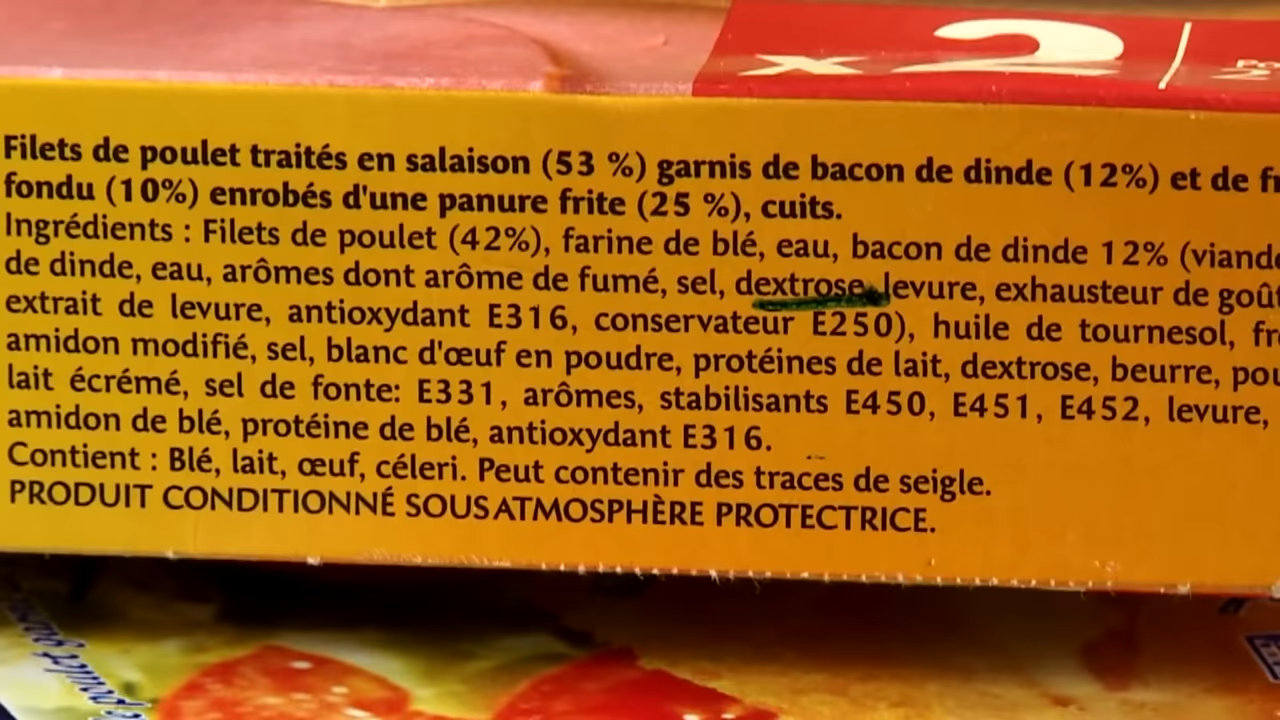 x2
Filets de poulet traités en salaison (53 %) garnis de bacon de dinde (12%) et de
fondu (10%) enrobés d'une panure frite (25 %), cuits.
Ingrédients : Filets de poulet (42%), farine de blé, eau, bacon de dinde 12% (viande
de dinde, eau, arômes dont arôme de fumé, sel, dextrose, levure, exhausteur de goût
extrait de levure, antioxydant E316, conservateur E250), huile de tournesol,
amidon modifié, sel, blanc d'œuf en poudre, protéines de lait, dextrose, beurre,
lait écrémé, sel de fonte: E331, arômes, stabilisants E450, E451, E452, levure,
amidon de blé, protéine de blé, antioxydant E316.
Contient : Blé, lait, œuf, céleri. Peut contenir des traces de seigle.
PRODUIT CONDITIONNÉ SOUS ATMOSPHÈRE PROTECTRICE.